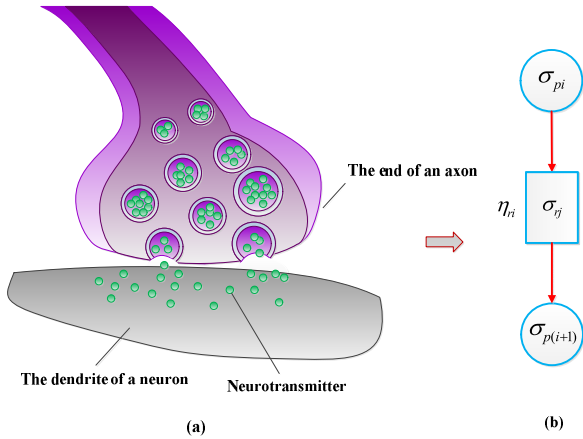 σpi
The end of an axon
ηri
σrj
σp(i+1)
The dendrite of a neuron
Neurotransmitter
(a)
(b)